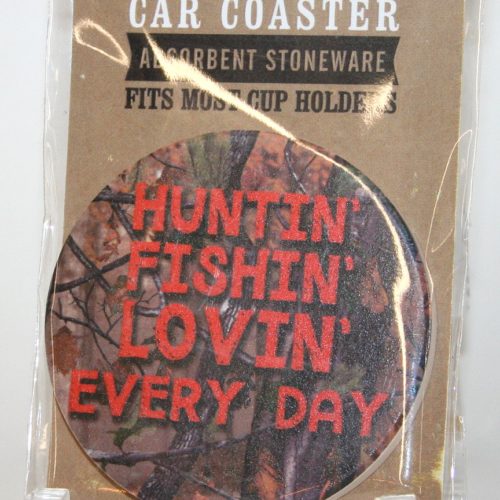 CAR COASTER
ABSORBENT STONEWARE
FITS MOST CUP HOLDERS
HUNTIN'
FISHIN'
LOVIN'
EVERY DAY